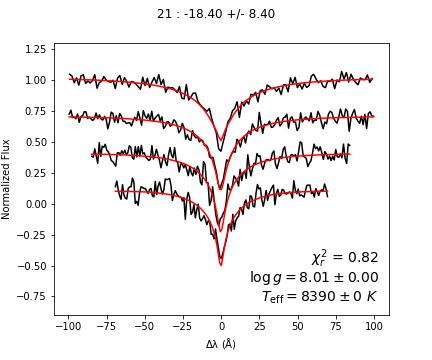 21 : -18.40 +/- 8.40
1.25
1.00
0.75
0.50
0.25
0.00
−0.25
−0.50
−0.75
Normalized Flux
χ²ᵣ = 0.82
log g = 8.01 ± 0.00
T_eff = 8390 ± 0 K
−100 −75 −50 −25 0 25 50 75 100
Δλ (Å)